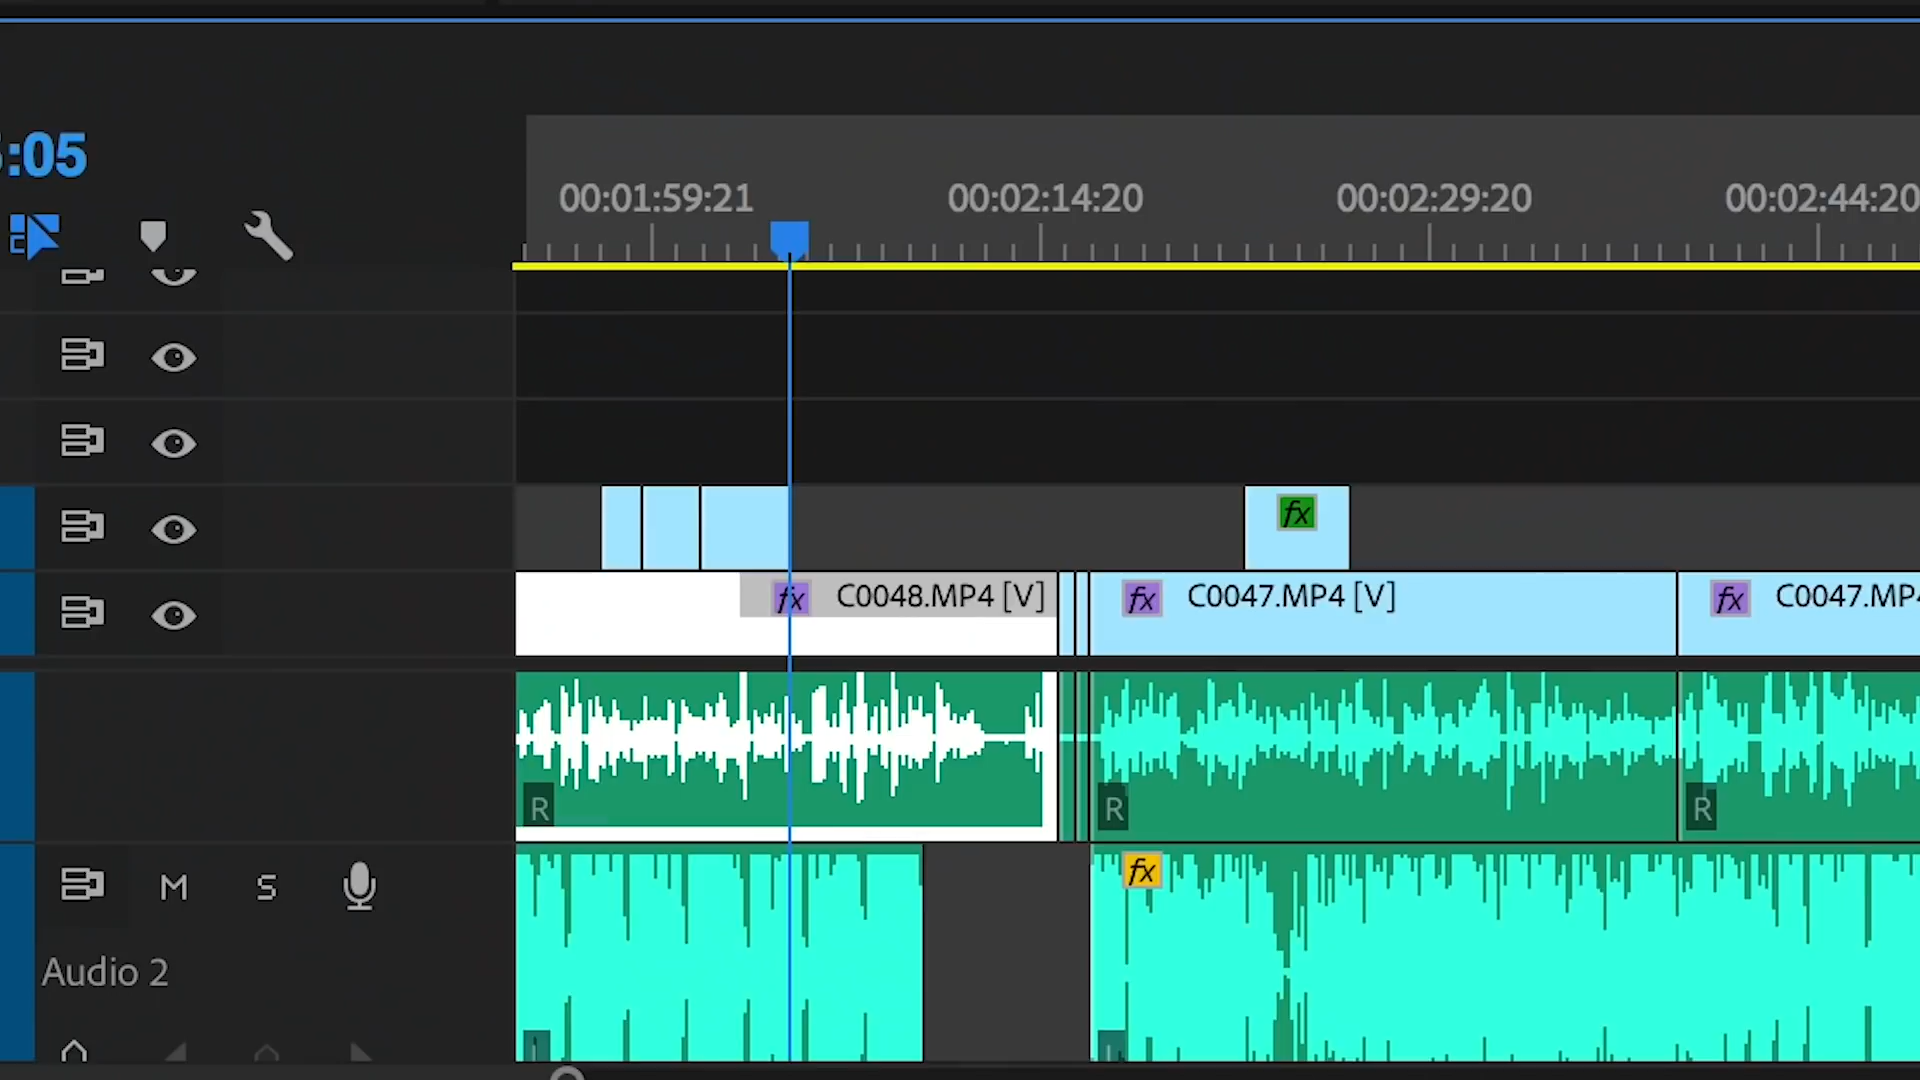 :05
00:01:59:21
00:02:14:20
00:02:29:20
00:02:44:20
fx
fx C0048.MP4 [V]
fx C0047.MP4 [V]
fx C0047.MP4
R
R
R
M
S
fx
Audio 2